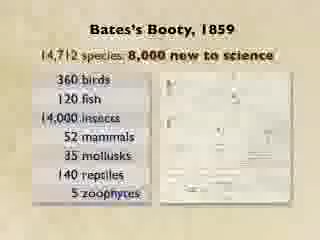 Bates's Booty, 1859
14,712 species: 8,000 new to science
360 birds
120 fish
14,000 insects
52 mammals
35 mollusks
140 reptiles
5 zoophytes